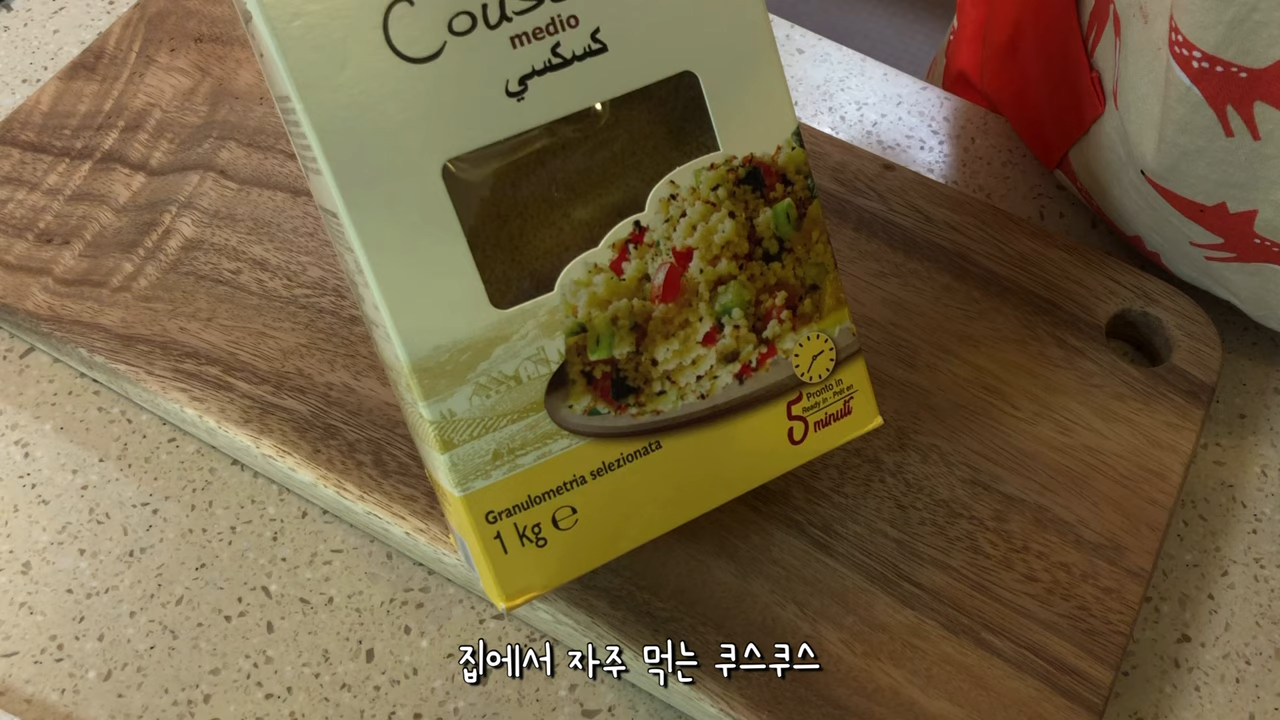 medio
كسكسي
Pronto in
Ready in - Prêt en
5 minuti
Granulometria selezionata
1 kg e
집에서 자주 먹는 쿠스쿠스